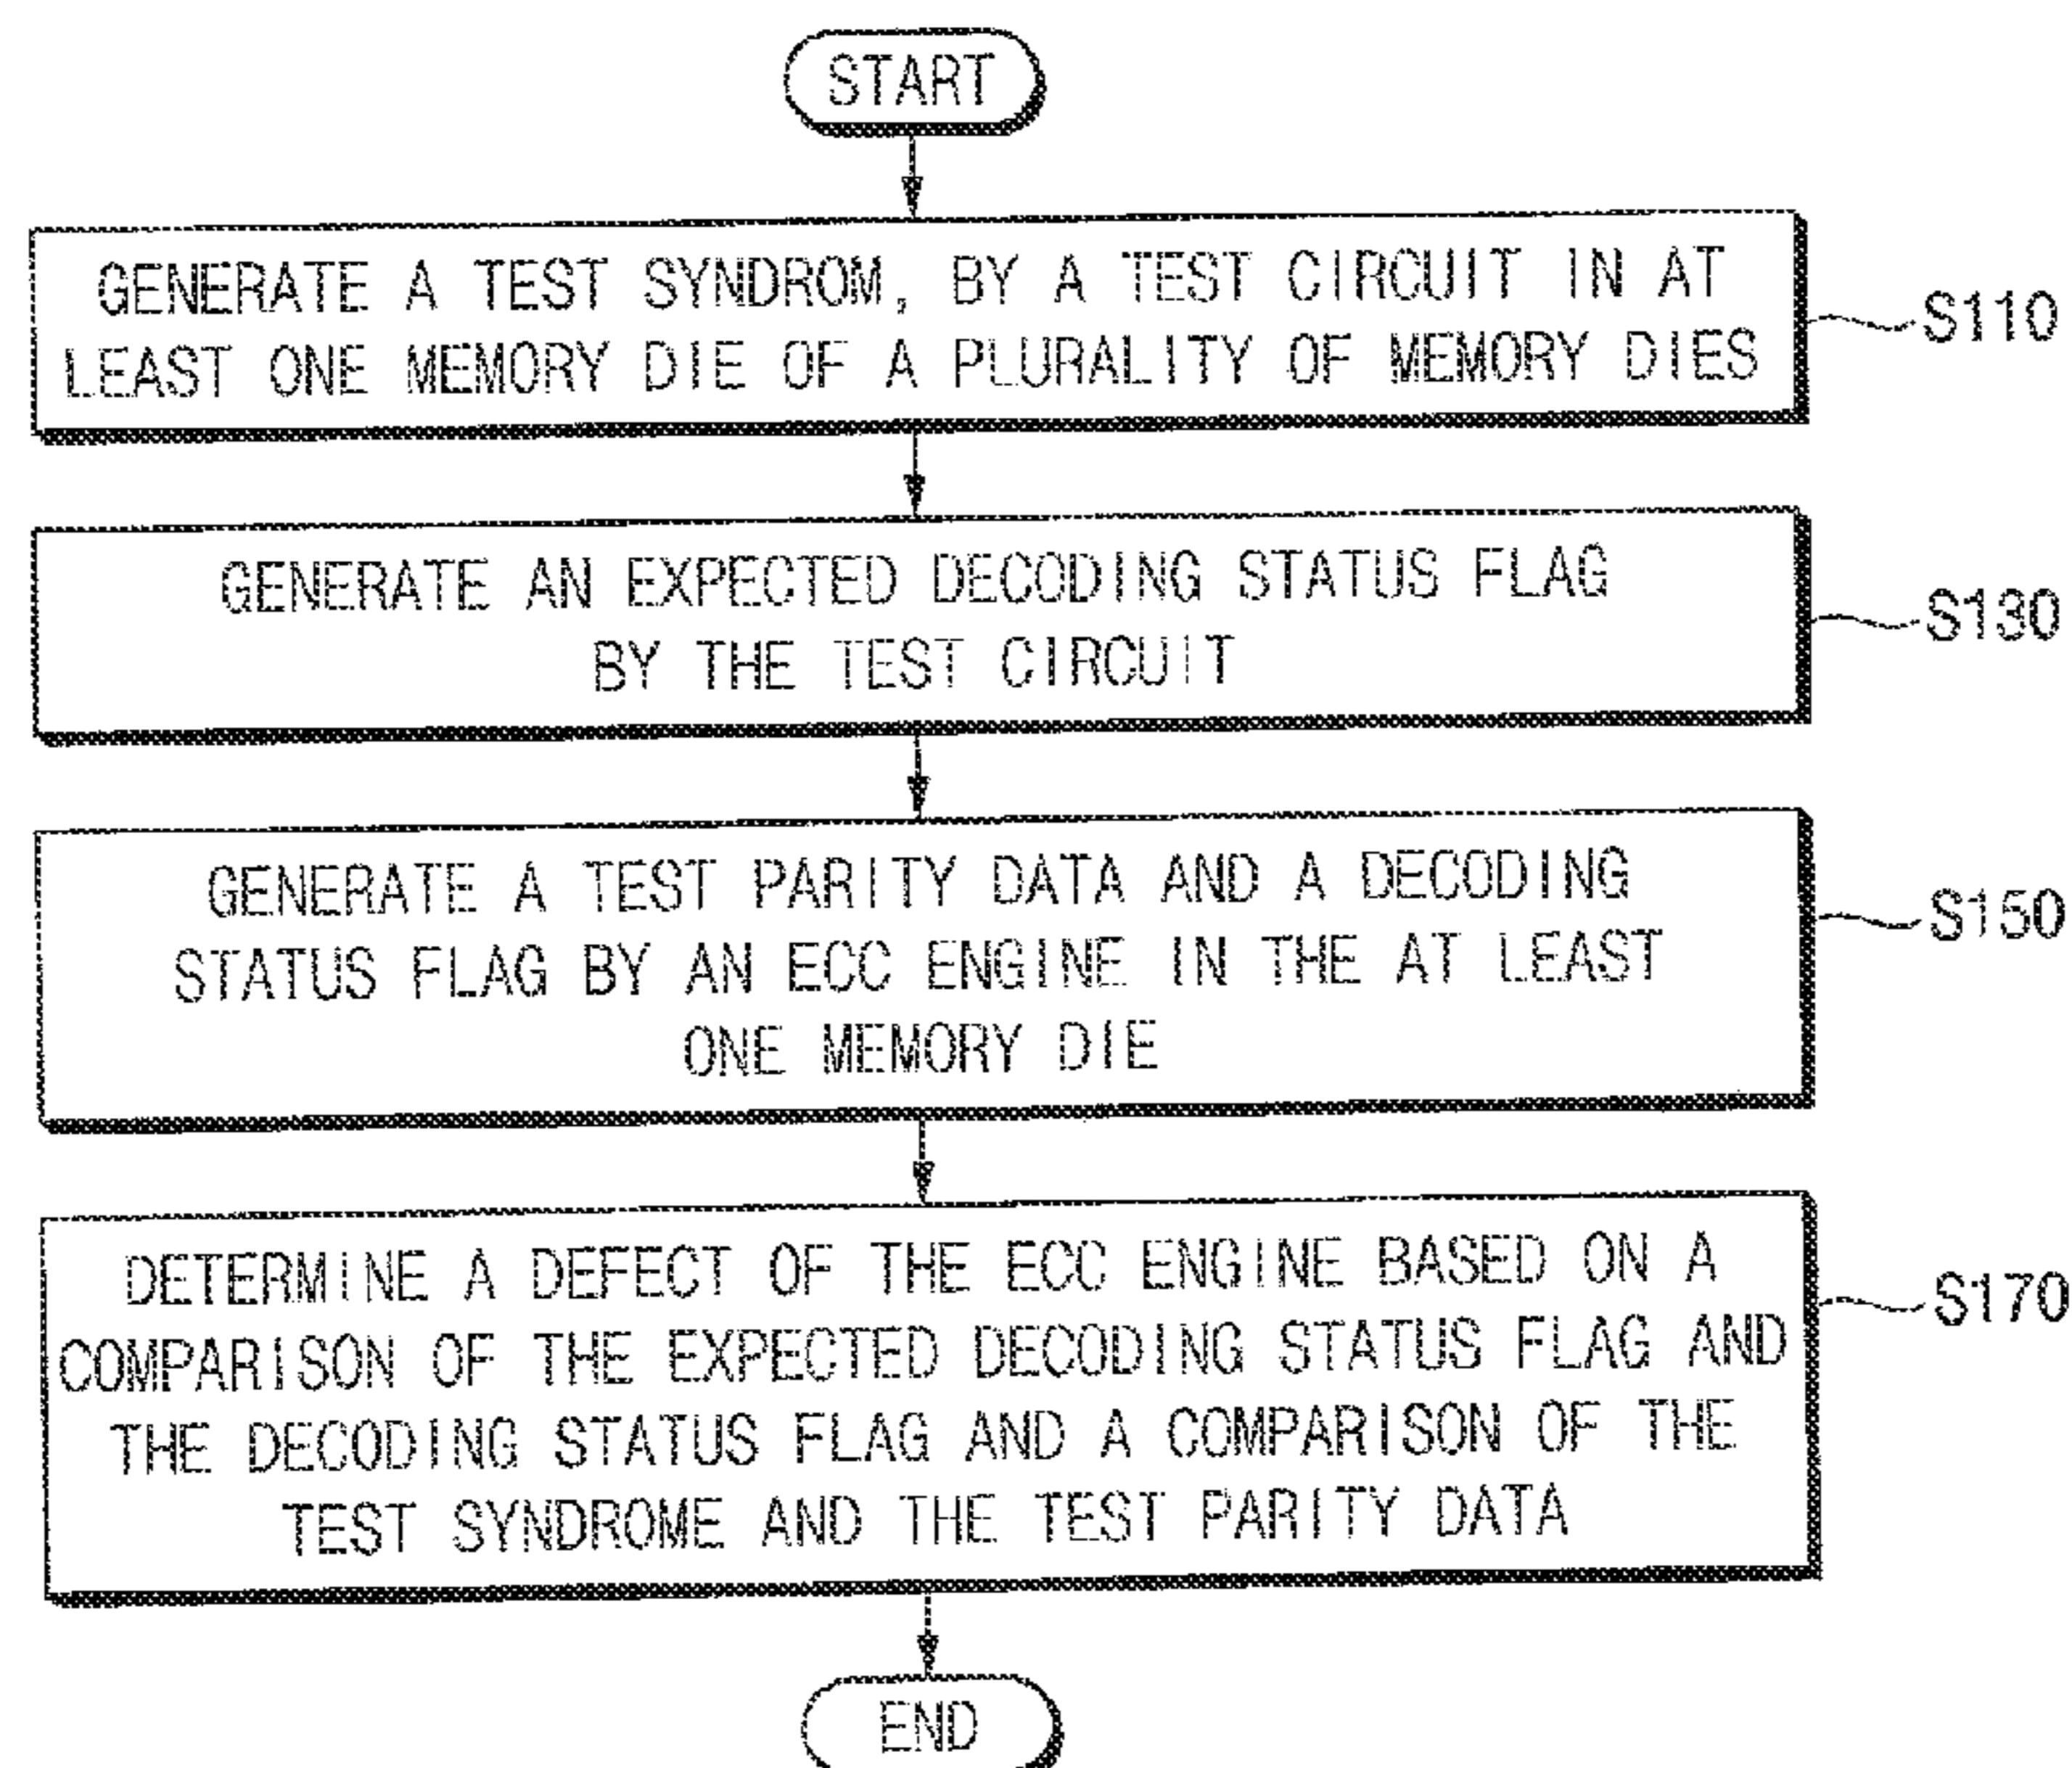 START
GENERATE A TEST SYNDROM, BY A TEST CIRCUIT IN AT
LEAST ONE MEMORY DIE OF A PLURALITY OF MEMORY DIES
S110
GENERATE AN EXPECTED DECODING STATUS FLAG
BY THE TEST CIRCUIT
S130
GENERATE A TEST PARITY DATA AND A DECODING
STATUS FLAG BY AN ECC ENGINE IN THE AT LEAST
ONE MEMORY DIE
S150
DETERMINE A DEFECT OF THE ECC ENGINE BASED ON A
COMPARISON OF THE EXPECTED DECODING STATUS FLAG AND
THE DECODING STATUS FLAG AND A COMPARISON OF THE
TEST SYNDROME AND THE TEST PARITY DATA
S170
END